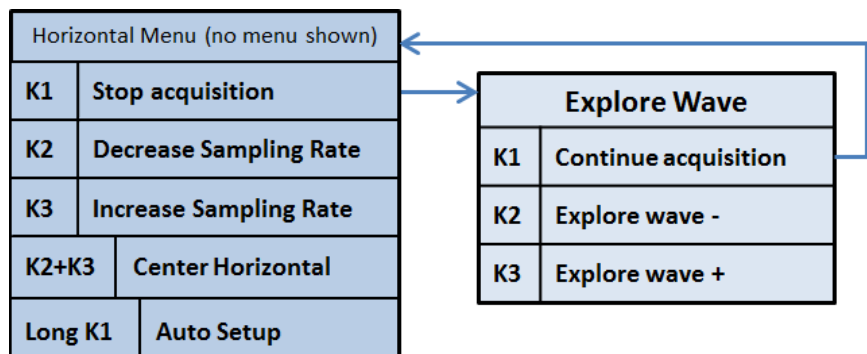 Horizontal Menu (no menu shown)
K1 Stop acquisition
K2 Decrease Sampling Rate
K3 Increase Sampling Rate
K2+K3 Center Horizontal
Long K1 Auto Setup
Explore Wave
K1 Continue acquisition
K2 Explore wave -
K3 Explore wave +